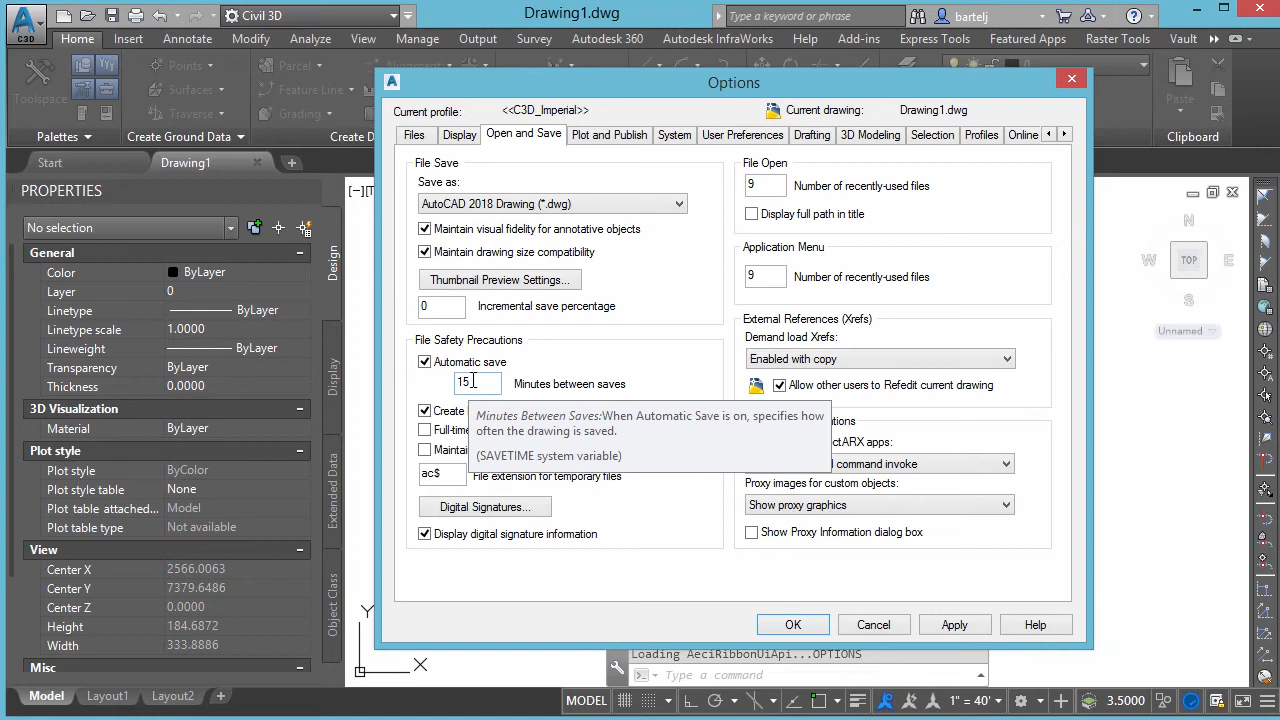 C3D
Civil 3D
Drawing1.dwg
Type a keyword or phrase
bartelj
Home Insert Annotate Modify Analyze View Manage Output Survey Autodesk 360 Autodesk InfraWorks Help Add-ins Express Tools Featured Apps Raster Tools Vault
Toolspace
Points
Surfaces
Traverse
Parcel
Feature Line
Grading
Alignment
Paste
Palettes
Create Ground Data
Create D
Clipboard
Start
Drawing1
PROPERTIES
No selection
General
Color ByLayer
Layer 0
Linetype ByLayer
Linetype scale 1.0000
Lineweight ByLayer
Transparency ByLayer
Thickness 0.0000
3D Visualization
Material ByLayer
Plot style
Plot style ByColor
Plot style table None
Plot table attached... Model
Plot table type Not available
View
Center X 2566.0063
Center Y 7379.6486
Center Z 0.0000
Height 184.6872
Width 333.8886
Misc
Design
Display
Extended Data
Object Class
Options
Current profile: <<C3D_Imperial>>
Current drawing: Drawing1.dwg
Files Display Open and Save Plot and Publish System User Preferences Drafting 3D Modeling Selection Profiles Online
File Save
Save as:
AutoCAD 2018 Drawing (*.dwg)
Maintain visual fidelity for annotative objects
Maintain drawing size compatibility
Thumbnail Preview Settings...
0 Incremental save percentage
File Safety Precautions
Automatic save
15 Minutes between saves
Create
Full-time
Maintai
Minutes Between Saves:When Automatic Save is on, specifies how
often the drawing is saved.
(SAVETIME system variable)
ac$ File extension for temporary files
Digital Signatures...
Display digital signature information
File Open
9 Number of recently-used files
Display full path in title
Application Menu
9 Number of recently-used files
External References (Xrefs)
Demand load Xrefs:
Enabled with copy
Allow other users to Refedit current drawing
ations
ectARX apps:
command invoke
Proxy images for custom objects:
Show proxy graphics
Show Proxy Information dialog box
OK Cancel Apply Help
[−][T
N
W TOP E
S
Unnamed
Y
X
Loading AeciRibbonUiApi...OPTIONS
Type a command
Model Layout1 Layout2 +
MODEL
1" = 40'
3.5000